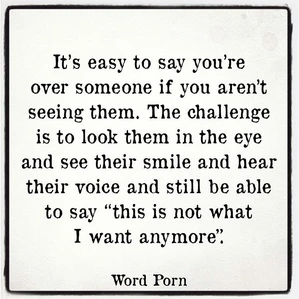 It's easy to say you're
over someone if you aren't
seeing them. The challenge
is to look them in the eye
and see their smile and hear
their voice and still be able
to say “this is not what
I want anymore”.
Word Porn